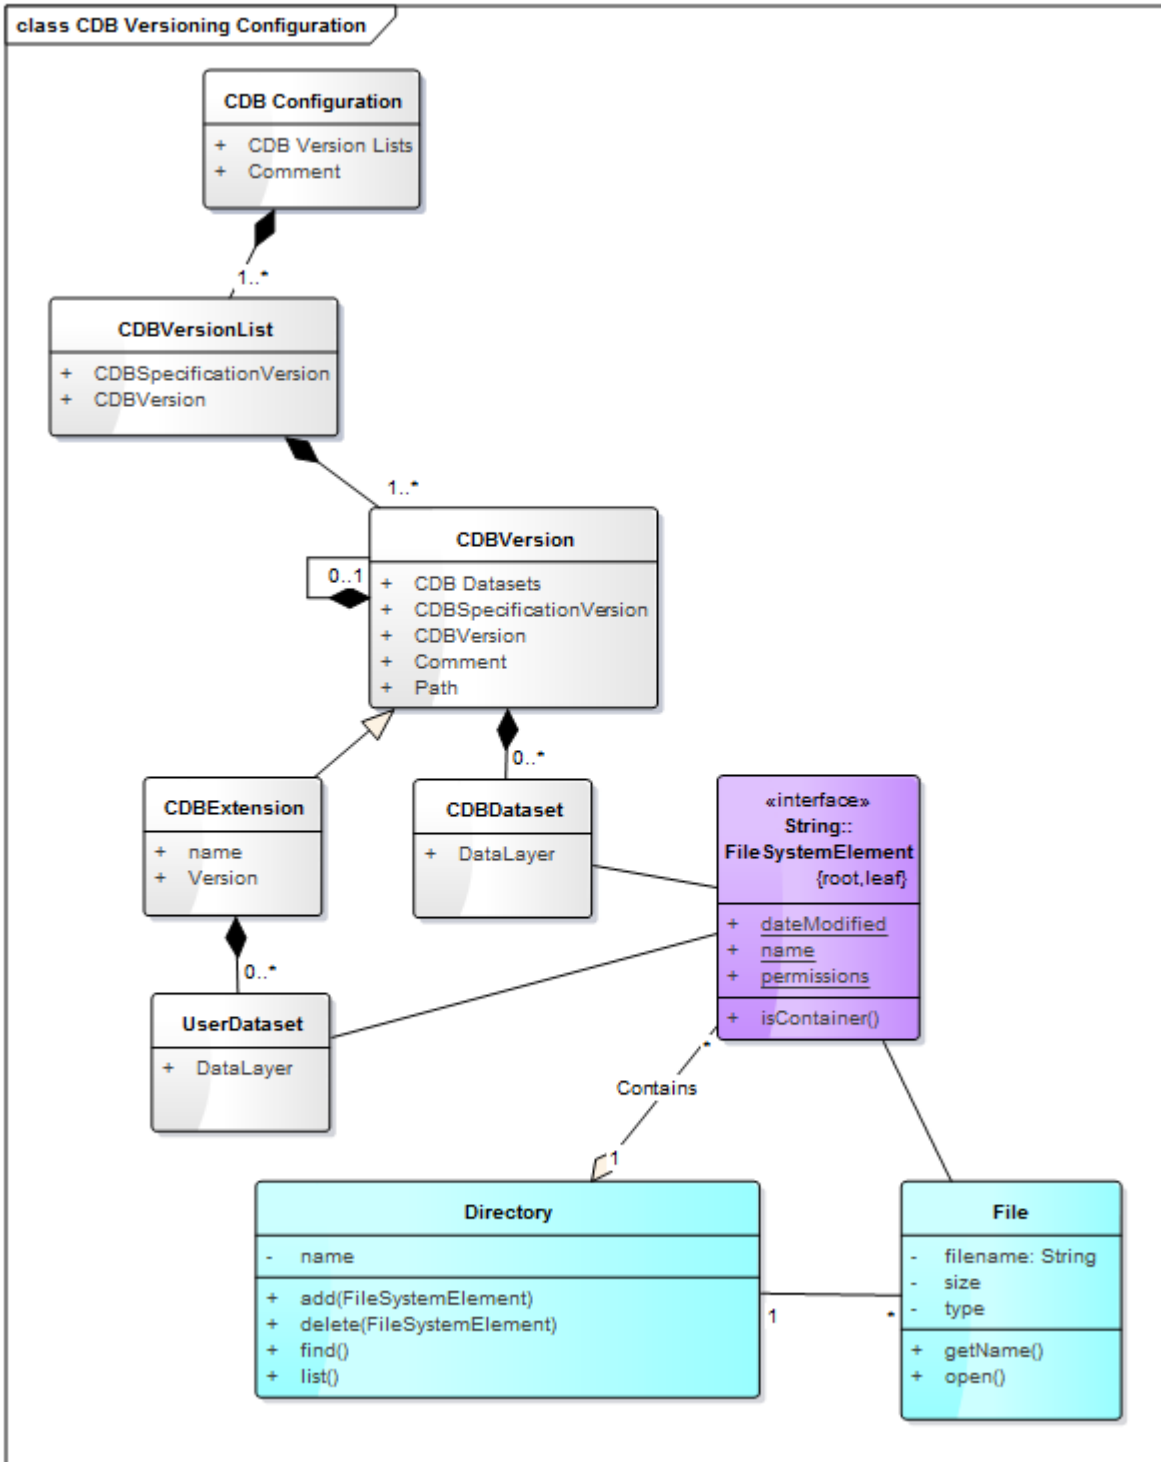 class CDB Versioning Configuration
CDB Configuration
+ CDB Version Lists
+ Comment
1..*
CDBVersionList
+ CDBSpecificationVersion
+ CDBVersion
1..*
CDBVersion
0..1
+ CDB Datasets
+ CDBSpecificationVersion
+ CDBVersion
+ Comment
+ Path
0..*
CDBExtension
+ name
+ Version
0..*
CDBDataset
+ DataLayer
«interface»
String::
FileSystemElement
{root,leaf}
+ dateModified
+ name
+ permissions
+ isContainer()
UserDataset
+ DataLayer
*
Contains
1
Directory
- name
+ add(FileSystemElement)
+ delete(FileSystemElement)
+ find()
+ list()
1
*
File
- filename: String
- size
- type
+ getName()
+ open()